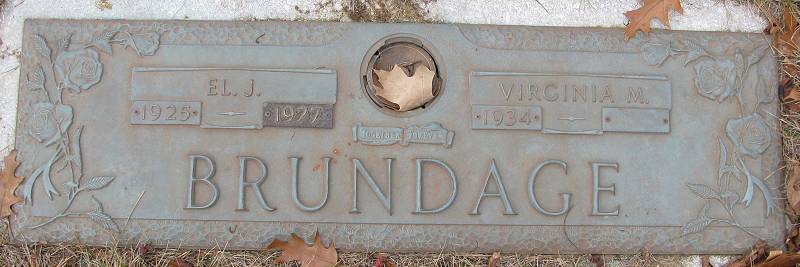 EL. J.
1925 1977
VIRGINIA M.
1934
TOGETHER FOREVER
BRUNDAGE